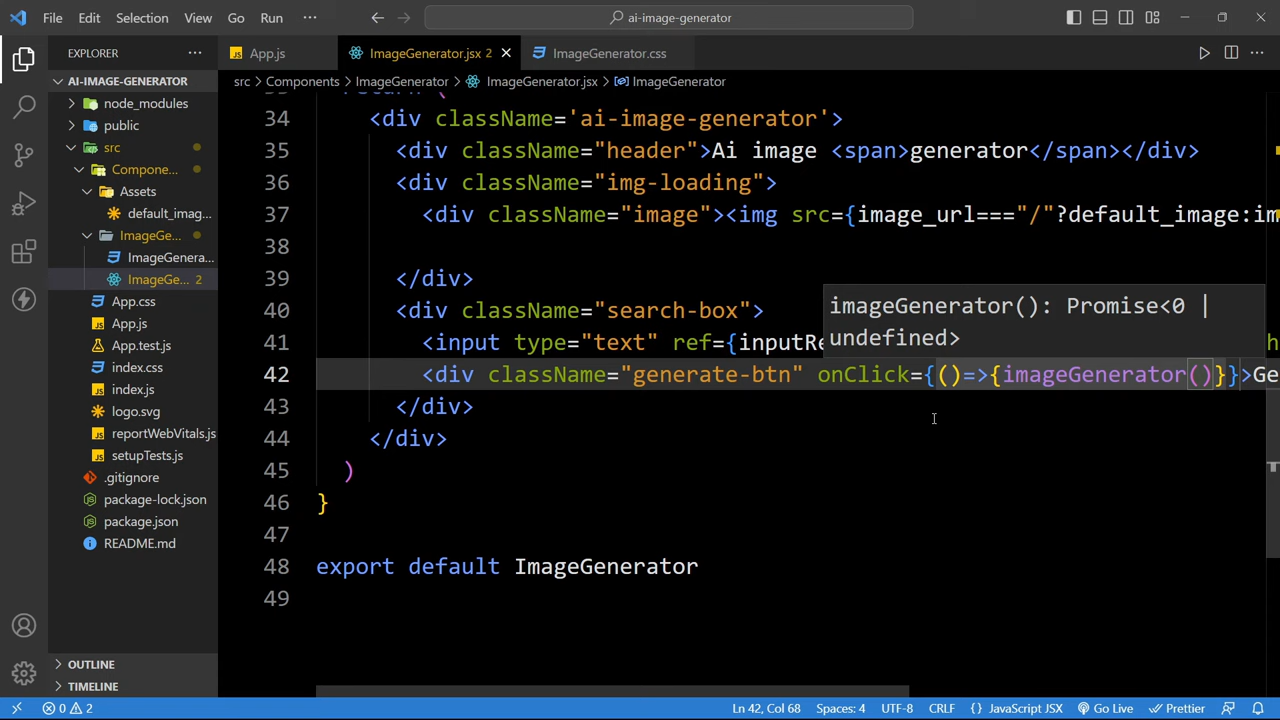 File Edit Selection View Go Run ··· ai-image-generator
EXPLORER ···
App.js ImageGenerator.jsx 2 ImageGenerator.css
AI-IMAGE-GENERATOR
src > Components > ImageGenerator > ImageGenerator.jsx > ImageGenerator
node_modules
public
src
Compone...
Assets
default_imag...
ImageGe...
ImageGenera...
ImageGe... 2
App.css
App.js
App.test.js
index.css
index.js
logo.svg
reportWebVitals.js
setupTests.js
.gitignore
package-lock.json
package.json
README.md
OUTLINE
TIMELINE
34 <div className='ai-image-generator'>
35 <div className="header">Ai image <span>generator</span></div>
36 <div className="img-loading">
37 <div className="image"><img src={image_url==="/"?default_image:im
38
39 </div>
40 <div className="search-box">
imageGenerator(): Promise<0 |
undefined>
41 <input type="text" ref={inputRe
42 <div className="generate-btn" onClick={()=>{imageGenerator()}}>Ge
43 </div>
44 </div>
45 )
46 }
47
48 export default ImageGenerator
49
0 2 Ln 42, Col 68 Spaces: 4 UTF-8 CRLF {} JavaScript JSX Go Live Prettier